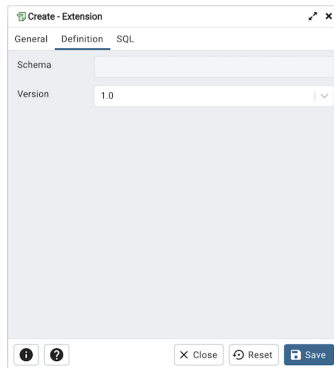 Create - Extension
General Definition SQL
Schema
Version 1.0
Close Reset Save